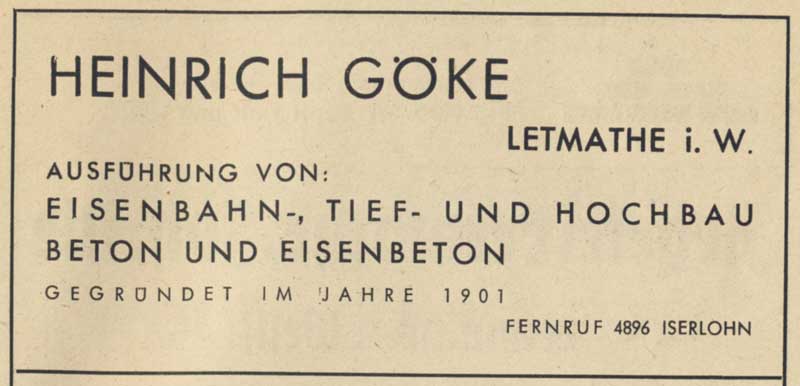 HEINRICH GÖKE
LETMATHE i. W.
AUSFÜHRUNG VON:
EISENBAHN-, TIEF- UND HOCHBAU
BETON UND EISENBETON
GEGRÜNDET IM JAHRE 1901
FERNRUF 4896 ISERLOHN